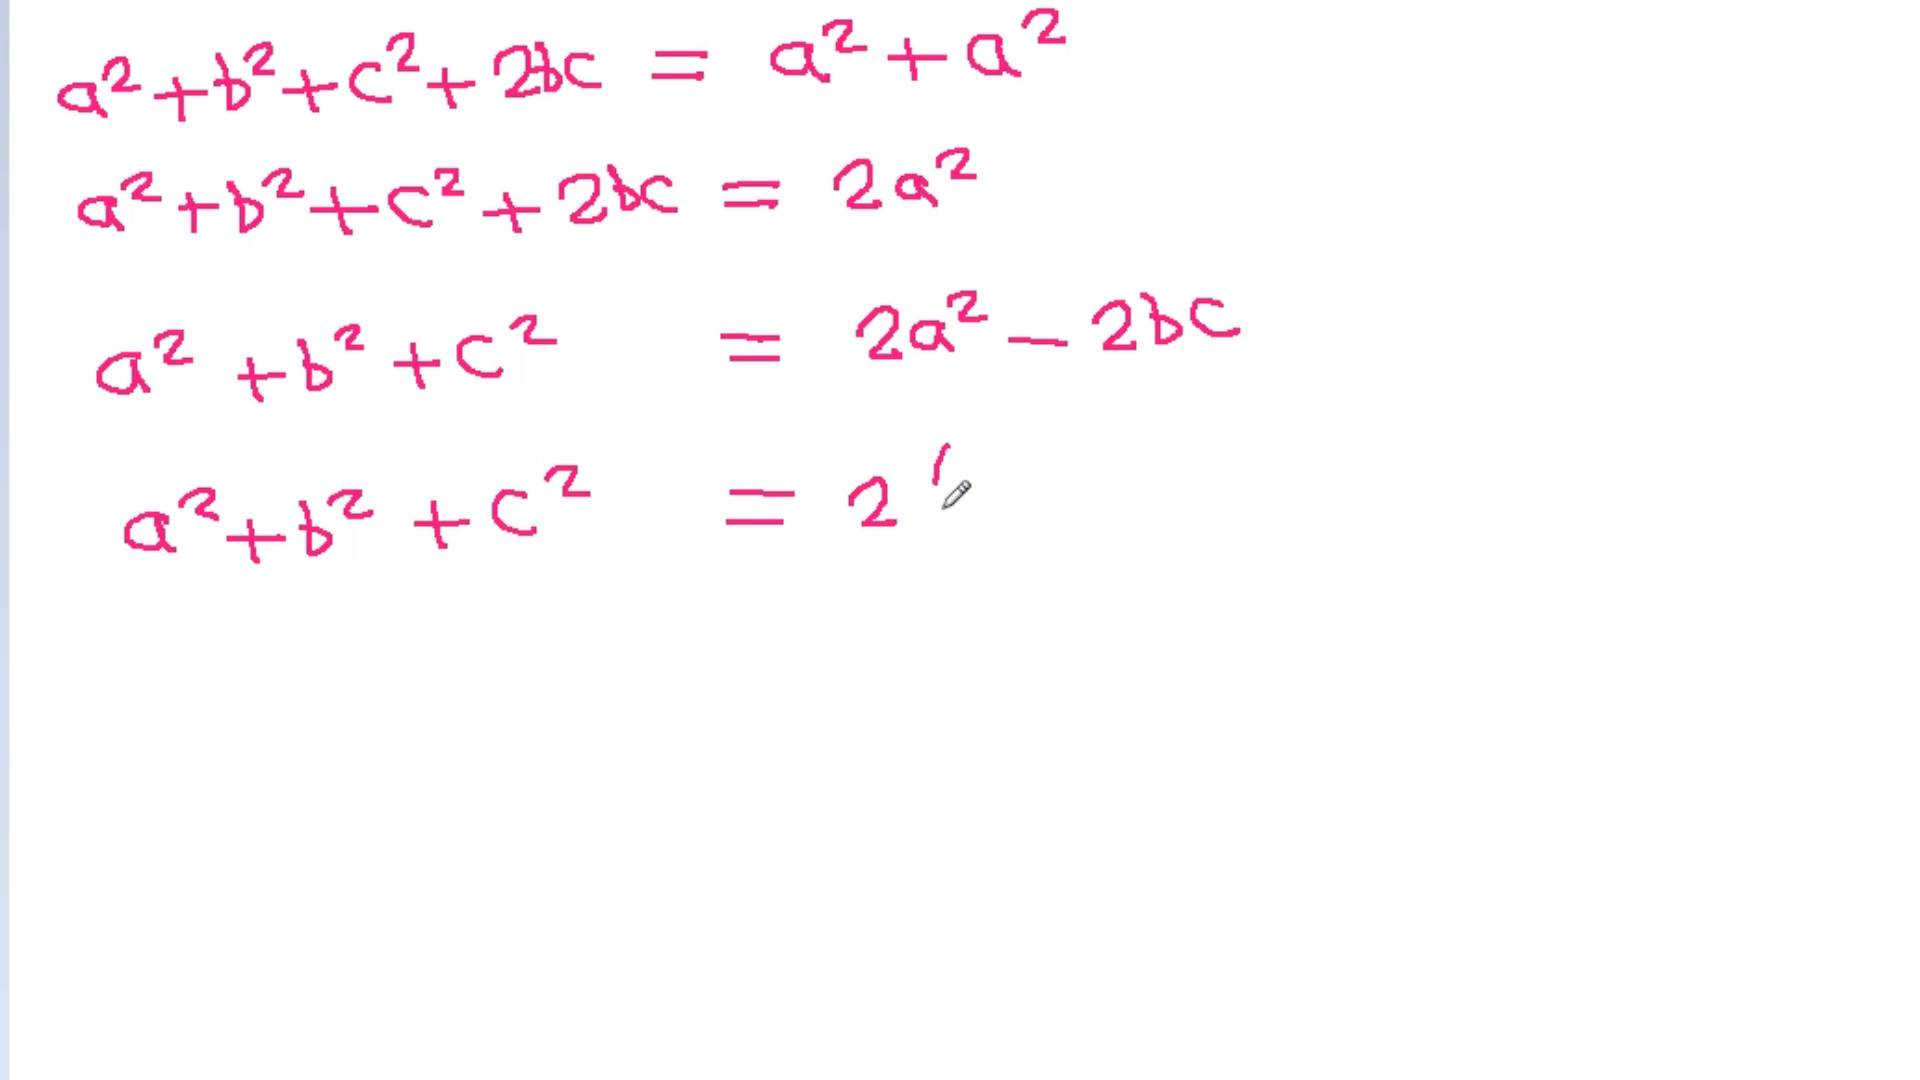 a² + b² + c² + 2bc = a² + a²
a² + b² + c² + 2bc = 2a²
a² + b² + c² = 2a² - 2bc
a² + b² + c² = 2 (